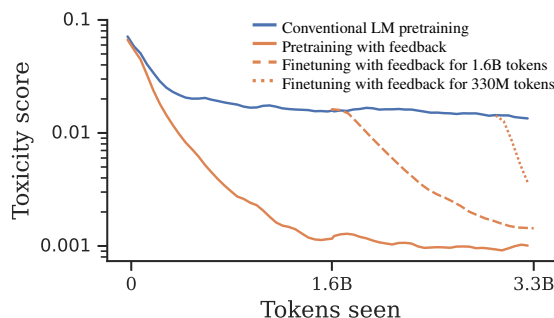 0.1
Conventional LM pretraining
Pretraining with feedback
Finetuning with feedback for 1.6B tokens
Finetuning with feedback for 330M tokens
0.01
0.001
Toxicity score
0
1.6B
3.3B
Tokens seen